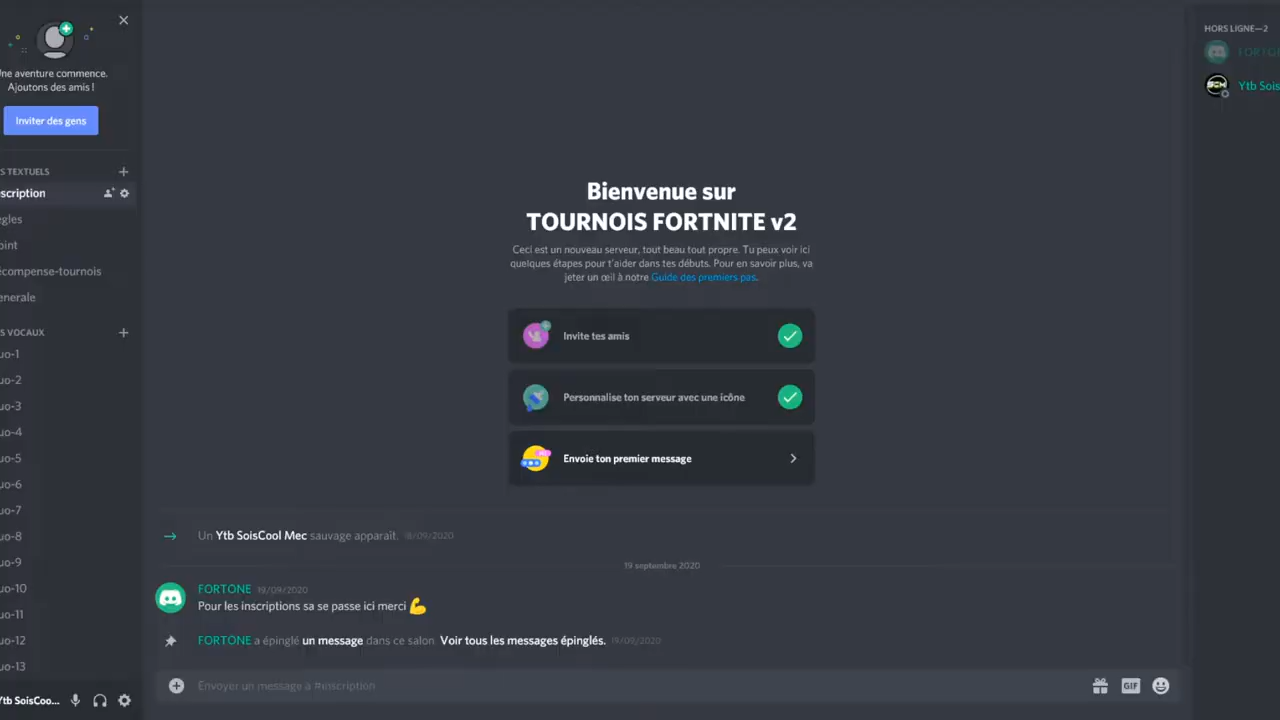 Une aventure commence.
Ajoutons des amis !
Inviter des gens
S TEXTUELS
scription
gles
oint
écompense-tournois
enerale
S VOCAUX
uo-1
uo-2
uo-3
uo-4
uo-5
uo-6
uo-7
uo-8
uo-9
uo-10
uo-11
uo-12
uo-13
Ytb SoisCoo...
Bienvenue sur
TOURNOIS FORTNITE v2
Ceci est un nouveau serveur, tout beau tout propre. Tu peux voir ici
quelques étapes pour t'aider dans tes débuts. Pour en savoir plus, va
jeter un œil à notre Guide des premiers pas.
Invite tes amis
Personnalise ton serveur avec une icône
Envoie ton premier message
Un Ytb SoisCool Mec sauvage apparaît. 18/09/2020
19 septembre 2020
FORTONE 19/09/2020
Pour les inscriptions sa se passe ici merci 💪
FORTONE a épinglé un message dans ce salon. Voir tous les messages épinglés. 19/09/2020
Envoyer un message à #inscription
GIF
HORS LIGNE—2
FORTO
Ytb Sois